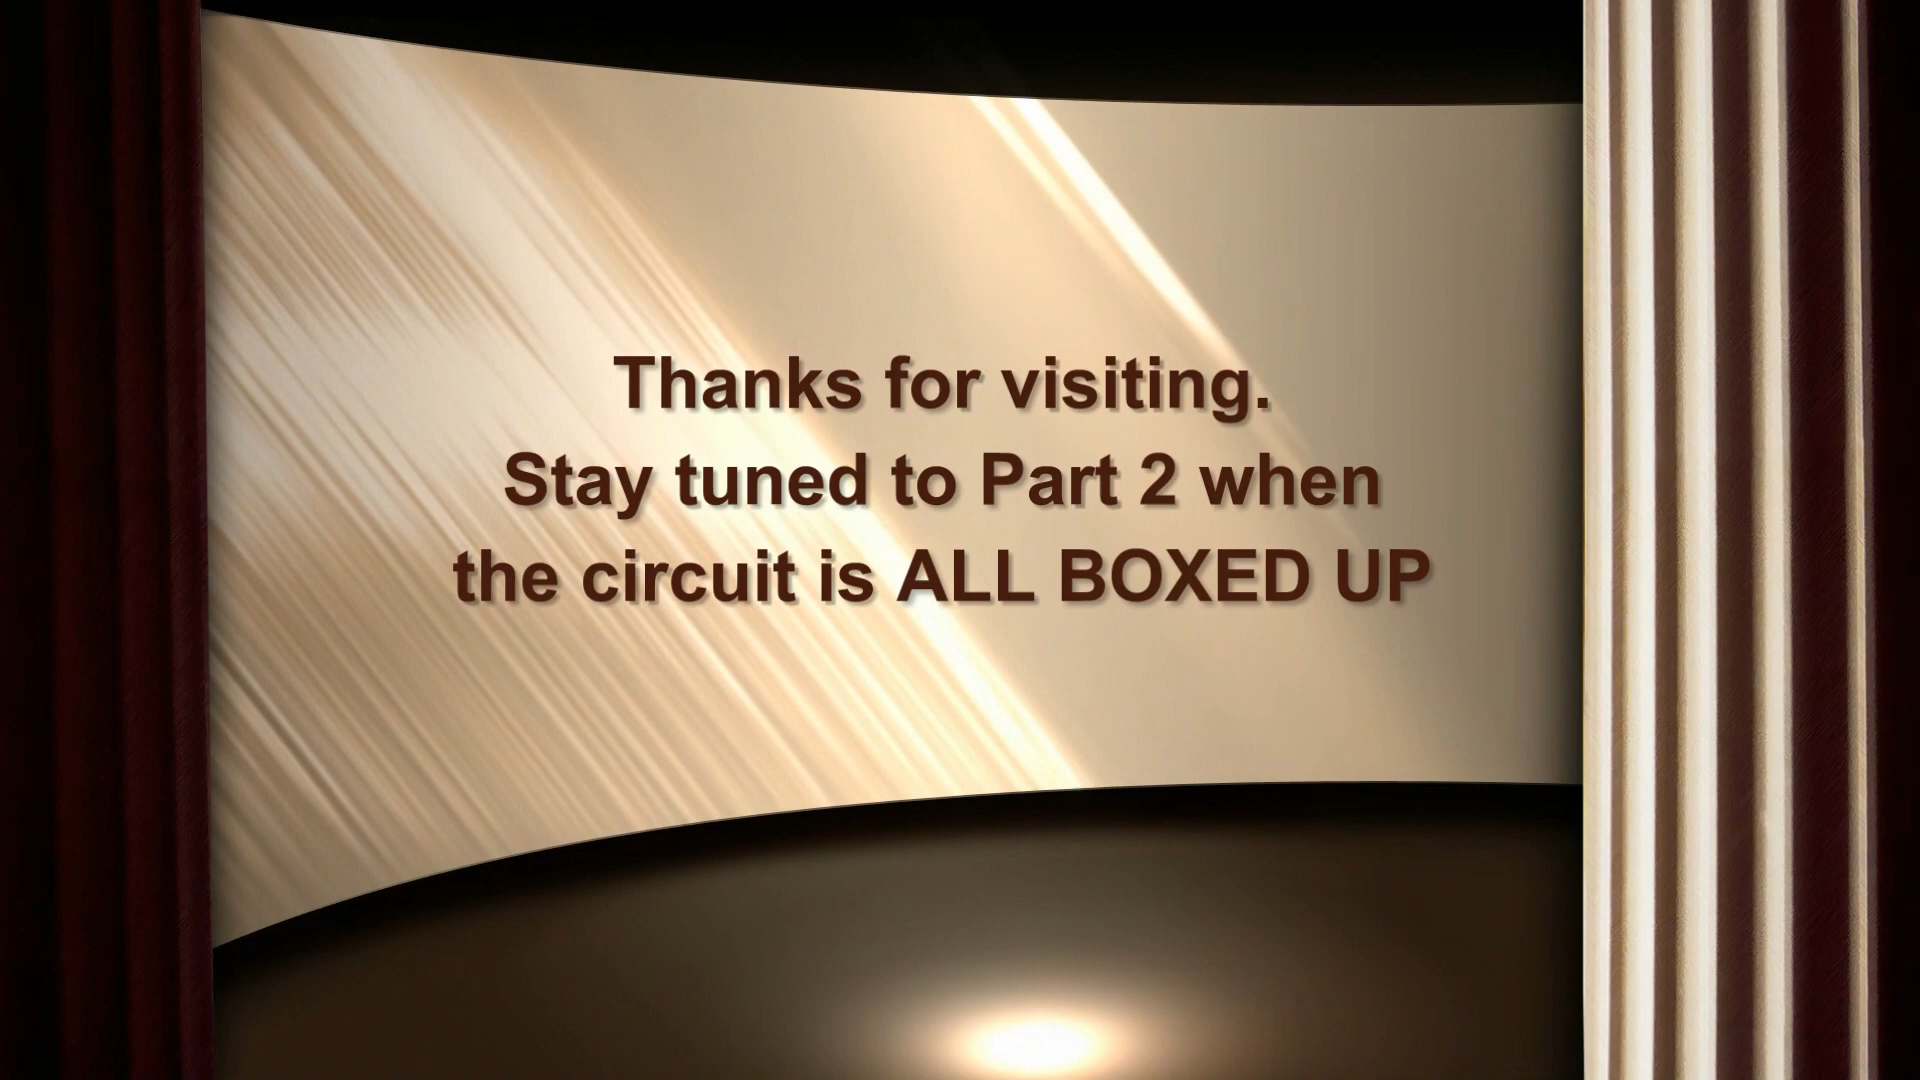 Thanks for visiting.
Stay tuned to Part 2 when
the circuit is ALL BOXED UP